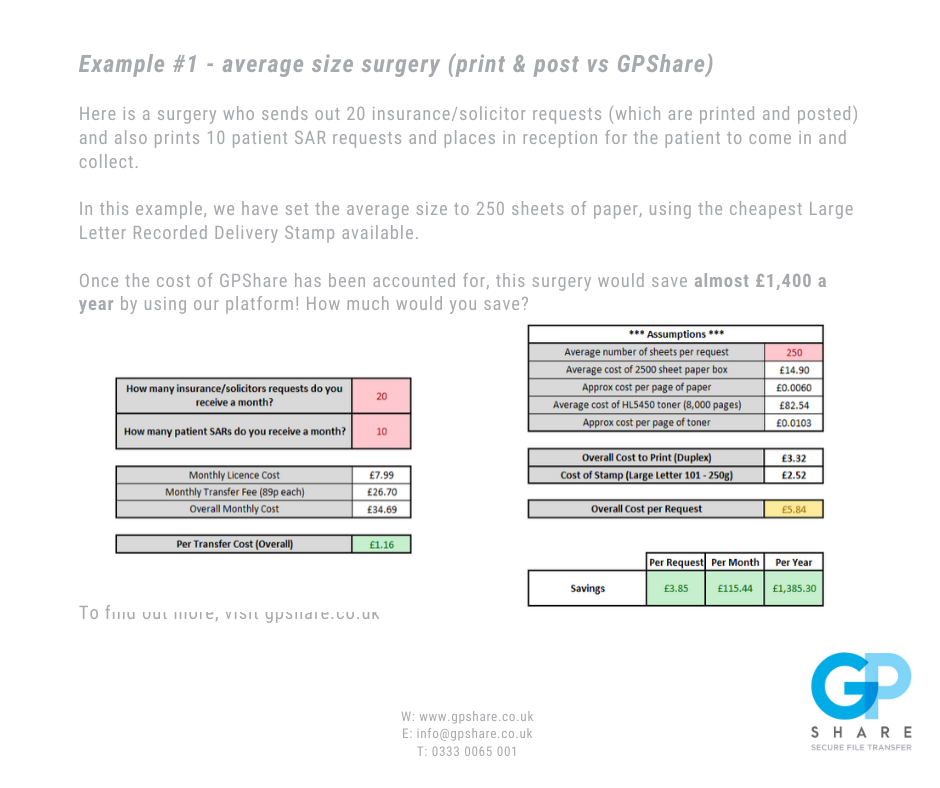 Example #1 - average size surgery (print & post vs GPShare)
Here is a surgery who sends out 20 insurance/solicitor requests (which are printed and posted)
and also prints 10 patient SAR requests and places in reception for the patient to come in and
collect.
In this example, we have set the average size to 250 sheets of paper, using the cheapest Large
Letter Recorded Delivery Stamp available.
Once the cost of GPShare has been accounted for, this surgery would save almost £1,400 a
year by using our platform! How much would you save?
How many insurance/solicitors requests do you
receive a month? 20
How many patient SARs do you receive a month? 10
Monthly Licence Cost £7.99
Monthly Transfer Fee (89p each) £26.70
Overall Monthly Cost £34.69
Per Transfer Cost (Overall) £1.16
*** Assumptions ***
Average number of sheets per request 250
Average cost of 2500 sheet paper box £14.90
Approx cost per page of paper £0.0060
Average cost of HL5450 toner (8,000 pages) £82.54
Approx cost per page of toner £0.0103
Overall Cost to Print (Duplex) £3.32
Cost of Stamp (Large Letter 101 - 250g) £2.52
Overall Cost per Request £5.84
Per Request Per Month Per Year
Savings £3.85 £115.44 £1,385.30
To find out more, visit gpshare.co.uk
GP
SHARE
SECURE FILE TRANSFER
W: www.gpshare.co.uk
E: info@gpshare.co.uk
T: 0333 0065 001